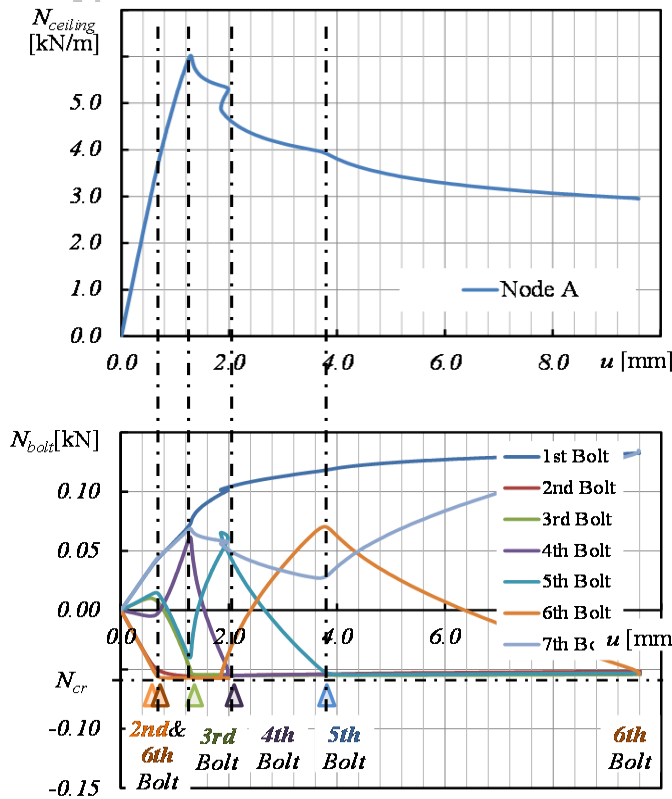 N_ceiling
[kN/m]
5.0
4.0
3.0
2.0
1.0
0.0
Node A
0.0
2.0
4.0
6.0
8.0
u [mm]
N_bolt[kN]
0.10
0.05
0.00
N_cr
-0.10
-0.15
1st Bolt
2nd Bolt
3rd Bolt
4th Bolt
5th Bolt
6th Bolt
7th Bo
0.0
2.0
4.0
6.0
u [mm]
2nd&
6th
Bolt
3rd
Bolt
4th
Bolt
5th
Bolt
6th
Bolt